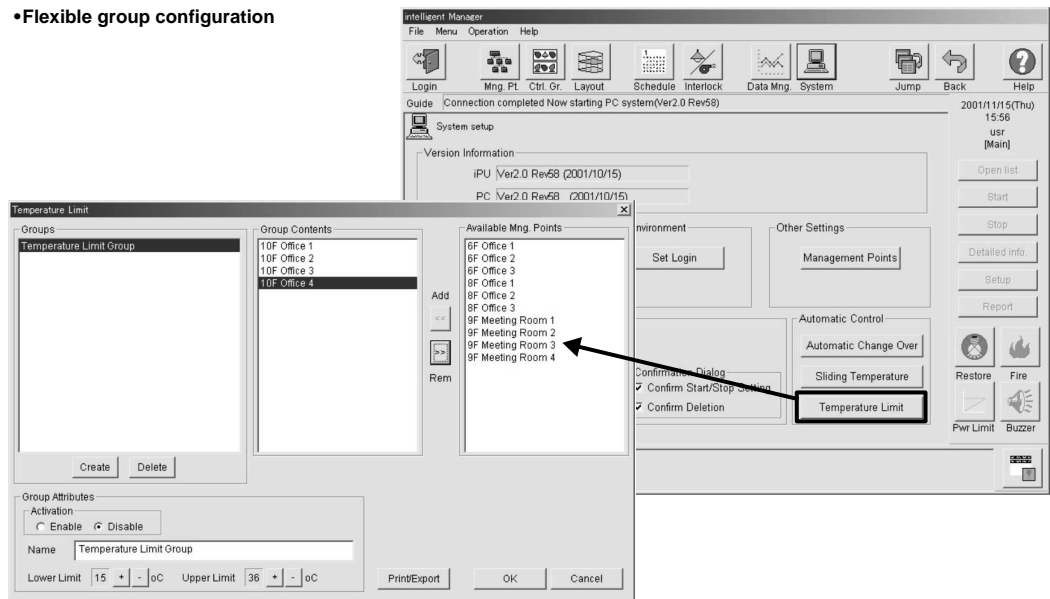 •Flexible group configuration
intelligent Manager
File Menu Operation Help
Login Mng. Pt. Ctrl. Gr. Layout Schedule Interlock Data Mng. System Jump Back Help
Guide Connection completed Now starting PC system(Ver2.0 Rev58)
2001/11/15(Thu)
15:56
usr
[Main]
System setup
Version Information
iPU Ver2.0 Rev58 (2001/10/15)
PC Ver2.0 Rev58 (2001/10/15)
nvironment
Set Login
Other Settings
Management Points
Automatic Control
Automatic Change Over
Sliding Temperature
Temperature Limit
Confirmation Dialog
Confirm Start/Stop Setting
Confirm Deletion
Open list
Start
Stop
Detailed info.
Setup
Report
Restore Fire
Pwr Limit Buzzer
Temperature Limit
Groups
Temperature Limit Group
Create Delete
Group Contents
10F Office 1
10F Office 2
10F Office 3
10F Office 4
Add
<<
>>
Rem
Available Mng. Points
6F Office 1
6F Office 2
6F Office 3
8F Office 1
8F Office 2
8F Office 3
9F Meeting Room 1
9F Meeting Room 2
9F Meeting Room 3
9F Meeting Room 4
Group Attributes
Activation
Enable Disable
Name Temperature Limit Group
Lower Limit 15 + - oC Upper Limit 36 + - oC
Print/Export OK Cancel